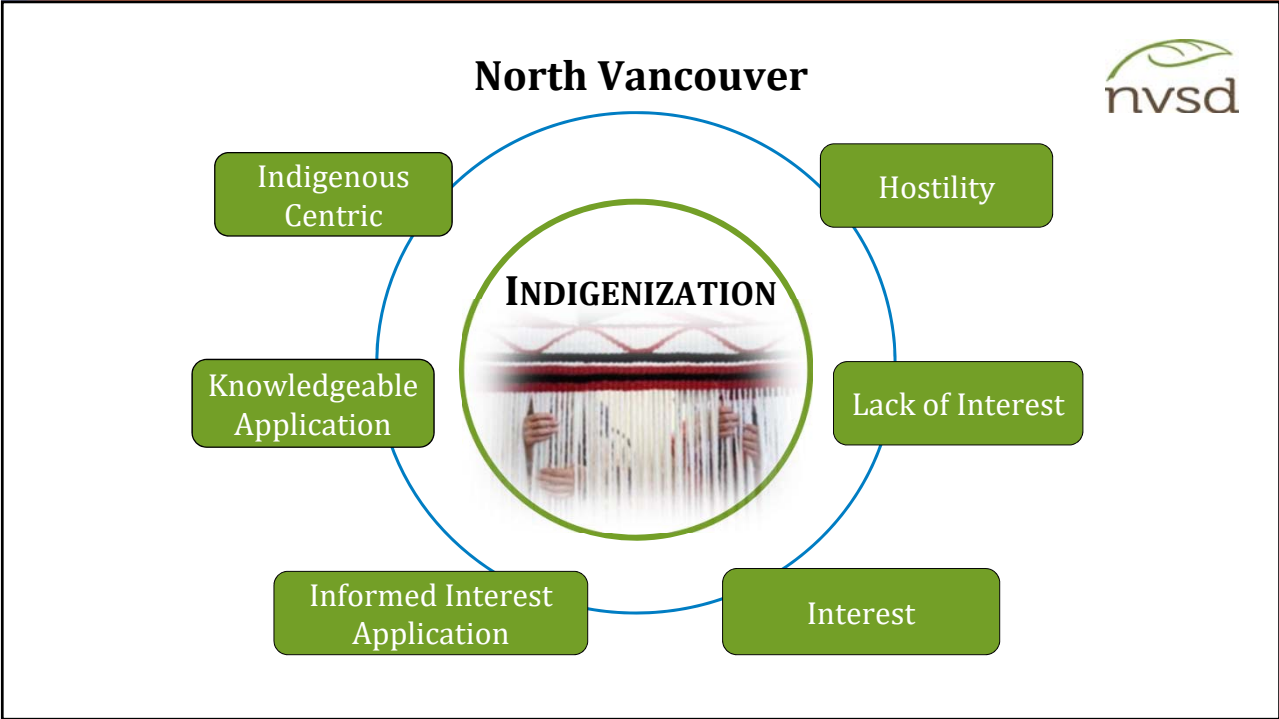 North Vancouver
nvsd
Indigenous
Centric
Hostility
INDIGENIZATION
Knowledgeable
Application
Lack of Interest
Informed Interest
Application
Interest